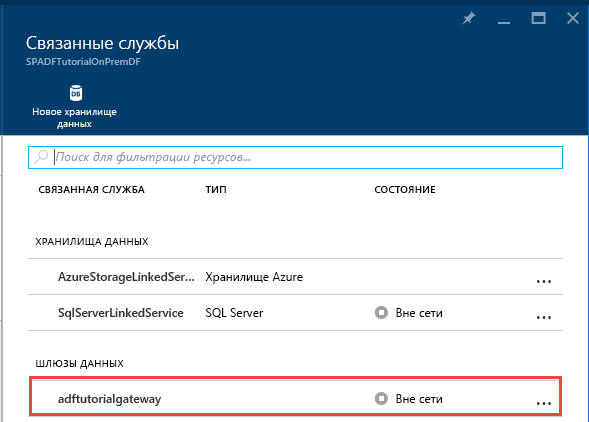 Связанные службы
SPADFTutorialOnPremDF
Новое хранилище
данных
Поиск для фильтрации ресурсов...
СВЯЗАННАЯ СЛУЖБА ТИП СОСТОЯНИЕ
ХРАНИЛИЩА ДАННЫХ
AzureStorageLinkedSer... Хранилище Azure ...
SqlServerLinkedService SQL Server Вне сети ...
ШЛЮЗЫ ДАННЫХ
adftutorialgateway Вне сети ...